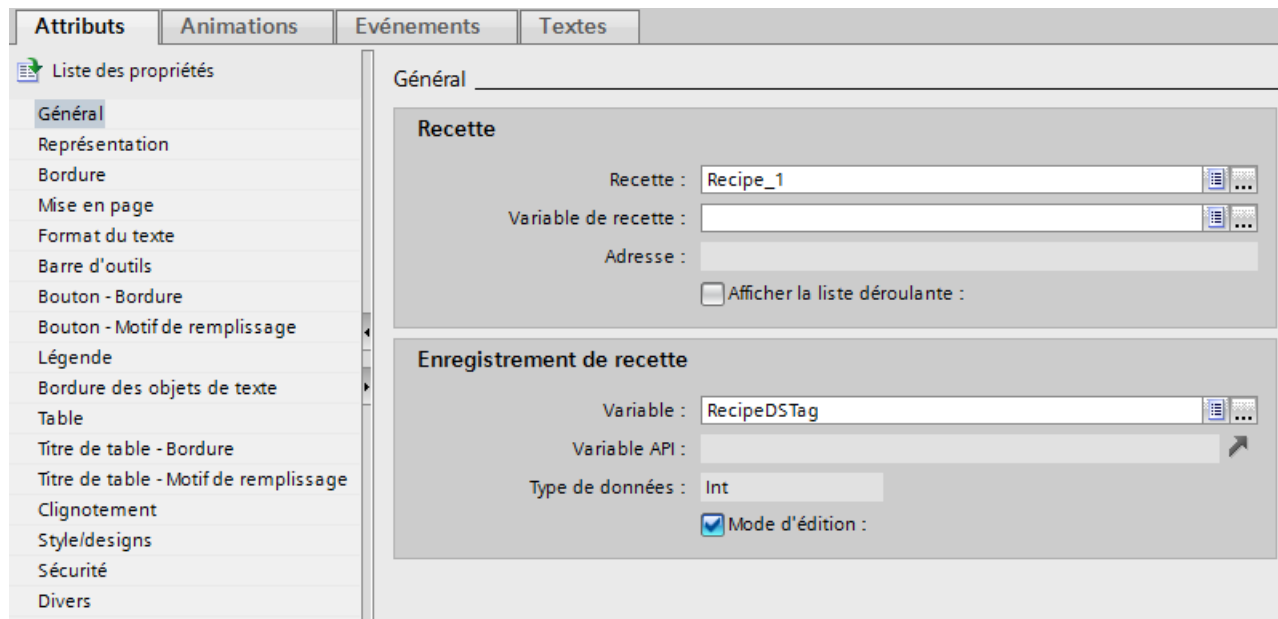 Attributs Animations Evénements Textes
Liste des propriétés
Général
Représentation
Bordure
Mise en page
Format du texte
Barre d'outils
Bouton - Bordure
Bouton - Motif de remplissage
Légende
Bordure des objets de texte
Table
Titre de table - Bordure
Titre de table - Motif de remplissage
Clignotement
Style/designs
Sécurité
Divers
Général
Recette
Recette : Recipe_1
Variable de recette :
Adresse :
Afficher la liste déroulante :
Enregistrement de recette
Variable : RecipeDSTag
Variable API :
Type de données : Int
Mode d'édition :